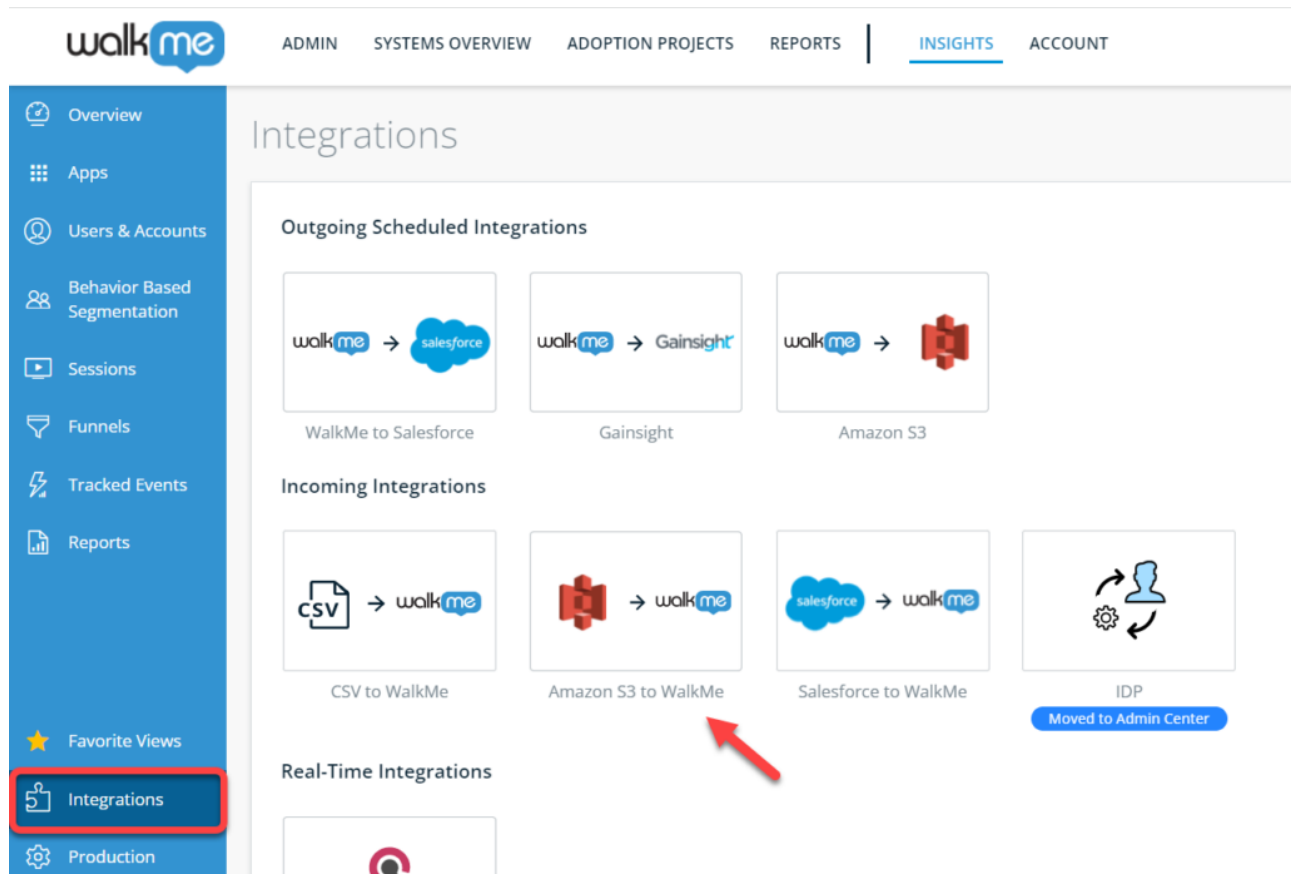 walkme
ADMIN SYSTEMS OVERVIEW ADOPTION PROJECTS REPORTS INSIGHTS ACCOUNT
Overview
Apps
Users & Accounts
Behavior Based
Segmentation
Sessions
Funnels
Tracked Events
Reports
Favorite Views
Integrations
Production
Integrations
Outgoing Scheduled Integrations
walkme → salesforce
walkme → Gainsight
walkme →
WalkMe to Salesforce
Gainsight
Amazon S3
Incoming Integrations
CSV → walkme
→ walkme
salesforce → walkme
CSV to WalkMe
Amazon S3 to WalkMe
Salesforce to WalkMe
IDP
Moved to Admin Center
Real-Time Integrations